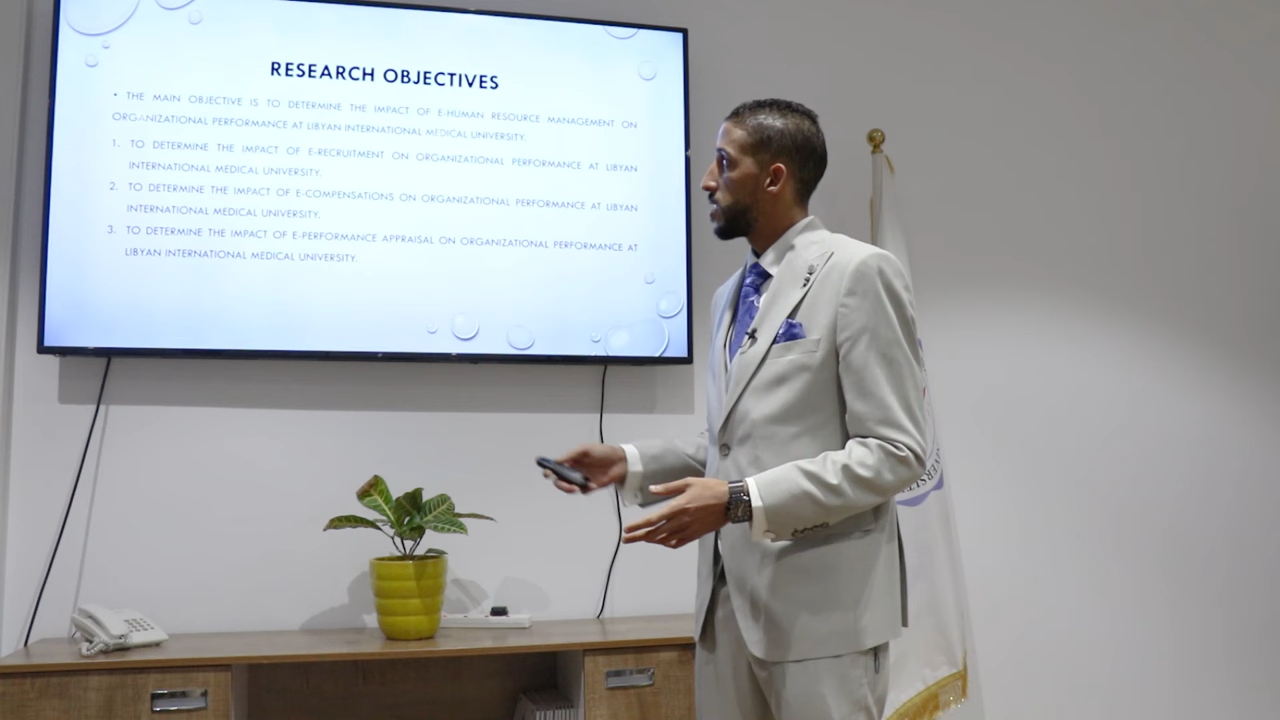 RESEARCH OBJECTIVES
• THE MAIN OBJECTIVE IS TO DETERMINE THE IMPACT OF E-HUMAN RESOURCE MANAGEMENT ON
ORGANIZATIONAL PERFORMANCE AT LIBYAN INTERNATIONAL MEDICAL UNIVERSITY.
1. TO DETERMINE THE IMPACT OF E-RECRUITMENT ON ORGANIZATIONAL PERFORMANCE AT LIBYAN
INTERNATIONAL MEDICAL UNIVERSITY.
2. TO DETERMINE THE IMPACT OF E-COMPENSATIONS ON ORGANIZATIONAL PERFORMANCE AT LIBYAN
INTERNATIONAL MEDICAL UNIVERSITY.
3. TO DETERMINE THE IMPACT OF E-PERFORMANCE APPRAISAL ON ORGANIZATIONAL PERFORMANCE AT
LIBYAN INTERNATIONAL MEDICAL UNIVERSITY.